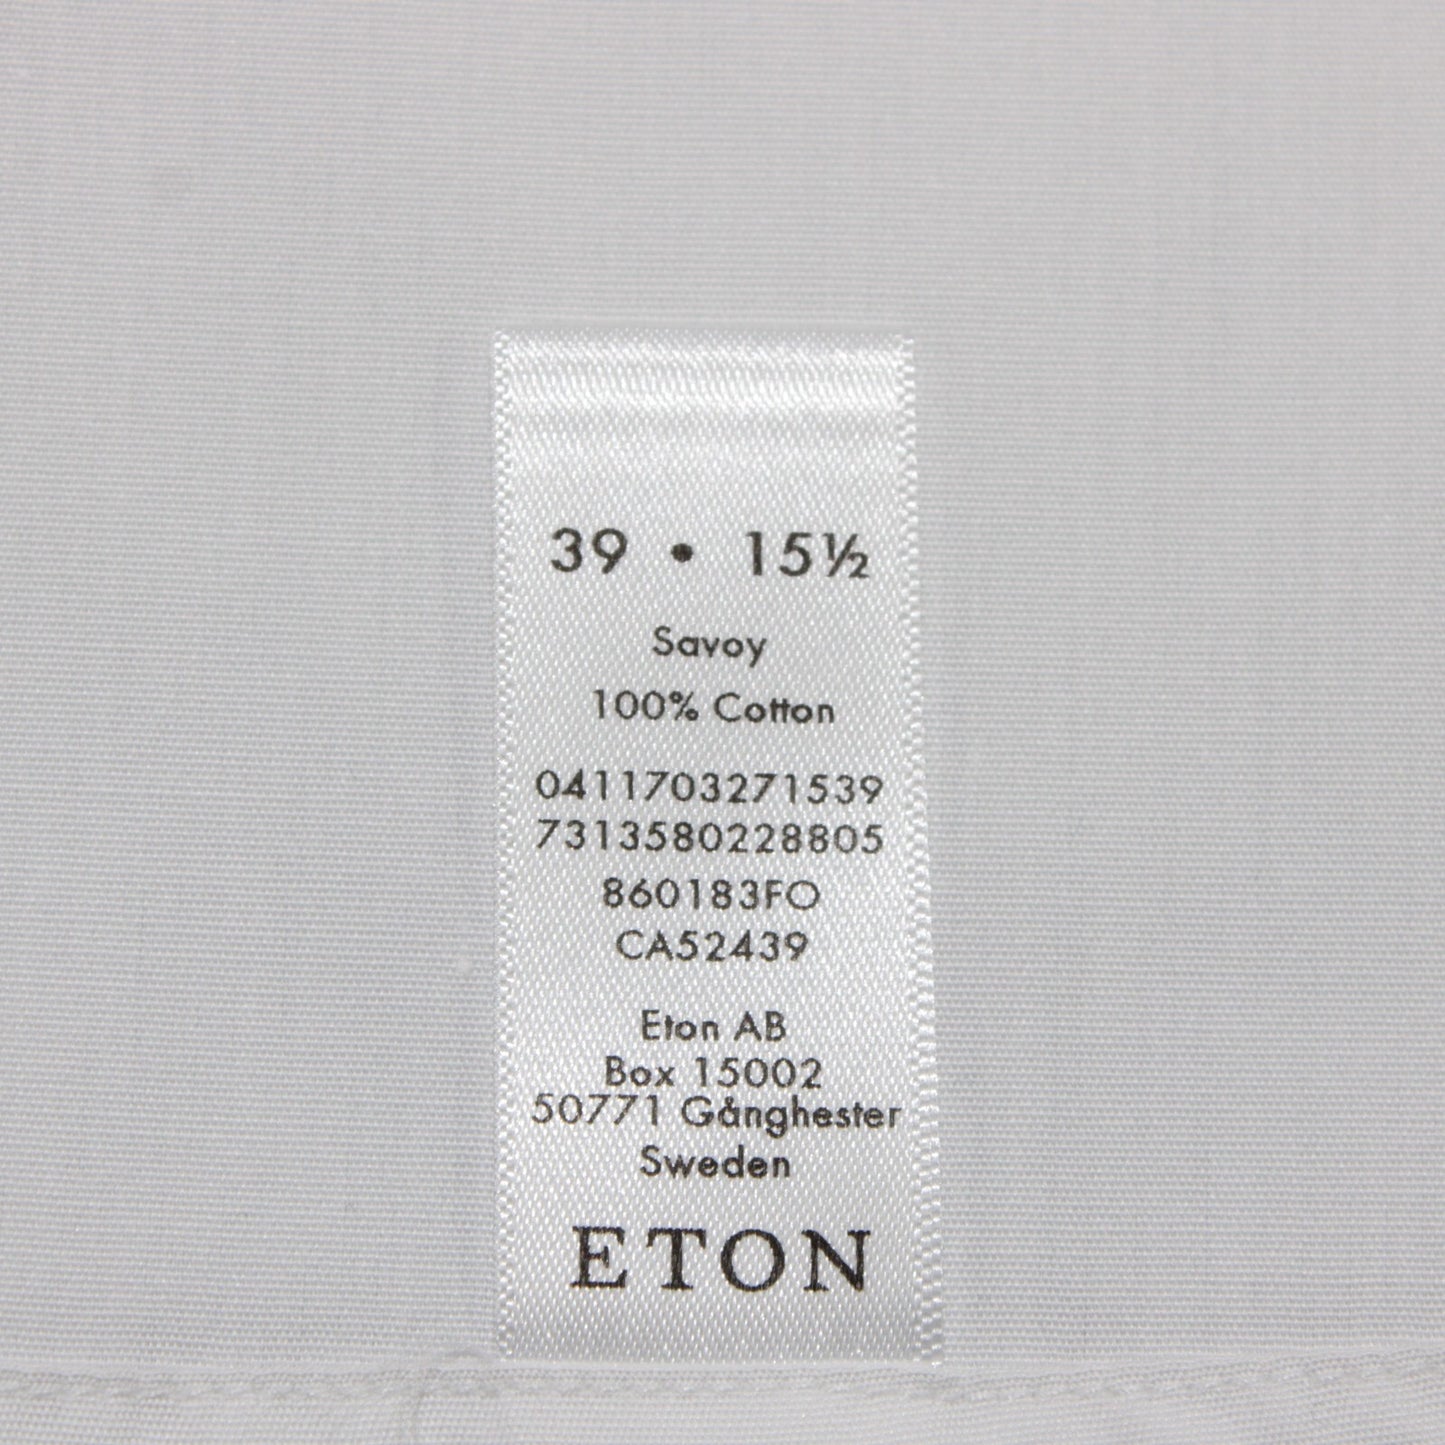 39 • 15½
Savoy
100% Cotton
0411703271539
7313580228805
860183FO
CA52439
Eton AB
Box 15002
50771 Gånghester
Sweden
ETON